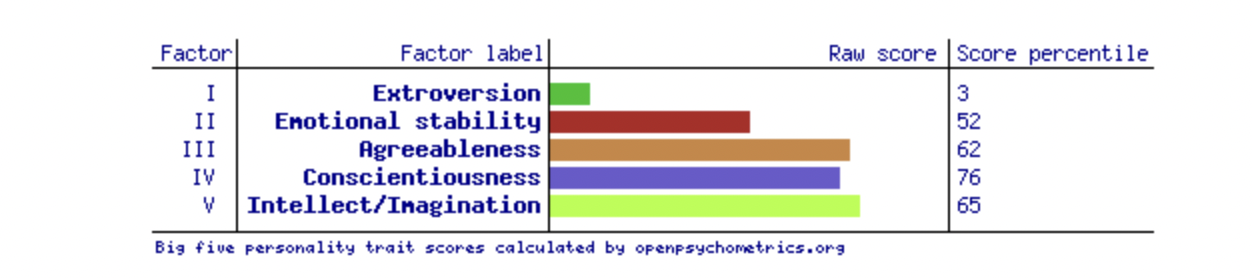 Factor Factor label Raw score Score percentile
I Extroversion 3
II Emotional stability 52
III Agreeableness 62
IV Conscientiousness 76
V Intellect/Imagination 65
Big five personality trait scores calculated by openpsychometrics.org